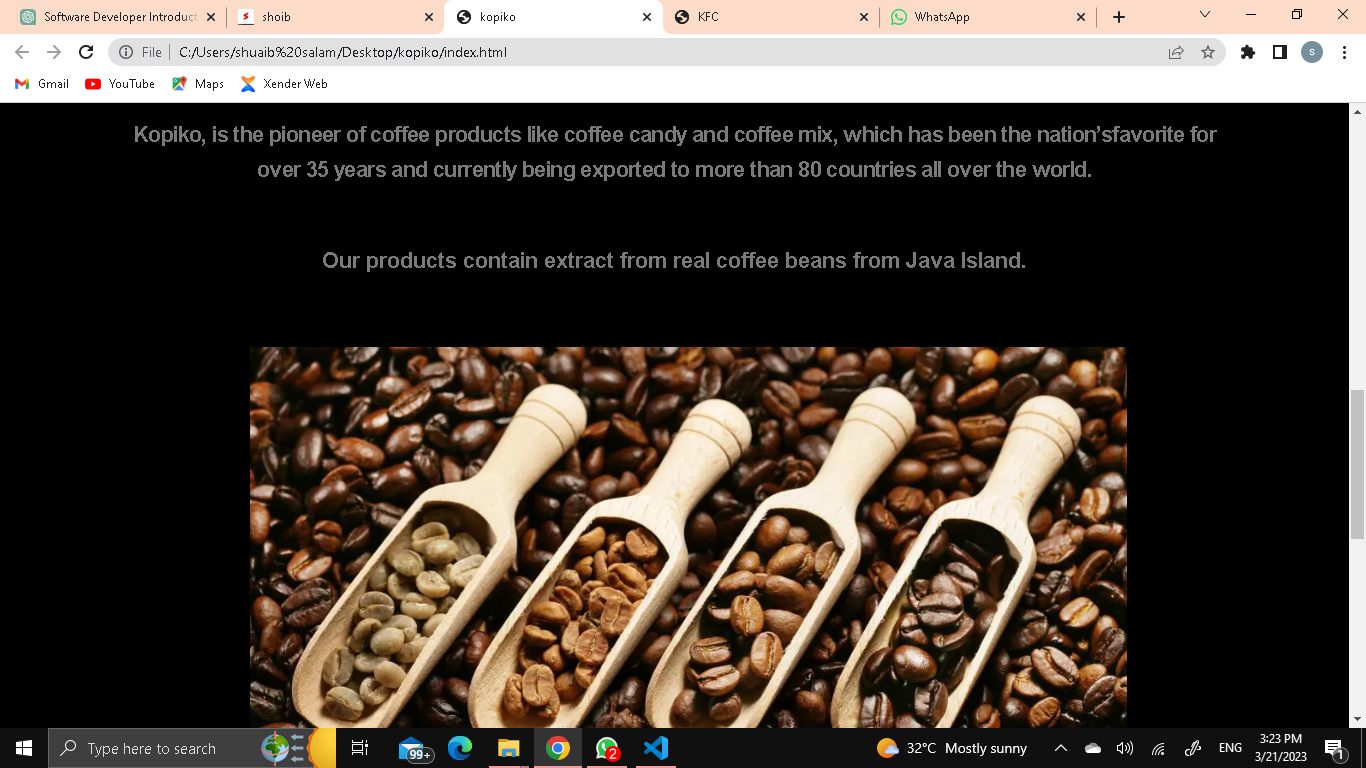 Software Developer Introduct
shoib
kopiko
KFC
WhatsApp
File
C:/Users/shuaib%20salam/Desktop/kopiko/index.html
s
Gmail
YouTube
Maps
Xender Web
Kopiko, is the pioneer of coffee products like coffee candy and coffee mix, which has been the nation’sfavorite for
over 35 years and currently being exported to more than 80 countries all over the world.
Our products contain extract from real coffee beans from Java Island.
Type here to search
99+
2
32°C Mostly sunny
ENG
3:23 PM
3/21/2023
1